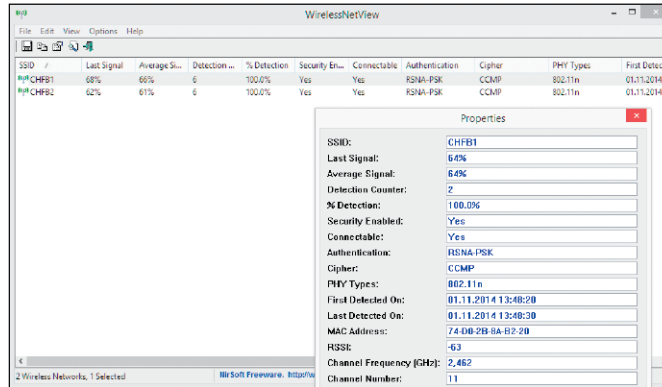 WirelessNetView
File Edit View Options Help
SSID / Last Signal Average Si... Detection ... % Detection Security En... Connectable Authentication Cipher PHY Types First Detec
CHFB1 68% 66% 6 100.0% Yes Yes RSNA-PSK CCMP 802.11n 01.11.2014
CHFB2 62% 61% 6 100.0% Yes Yes RSNA-PSK CCMP 802.11n 01.11.2014
Properties
SSID: CHFB1
Last Signal: 64%
Average Signal: 64%
Detection Counter: 2
% Detection: 100.0%
Security Enabled: Yes
Connectable: Yes
Authentication: RSNA-PSK
Cipher: CCMP
PHY Types: 802.11n
First Detected On: 01.11.2014 13:48:20
Last Detected On: 01.11.2014 13:48:30
MAC Address: 74-D0-2B-8A-B2-20
RSSI: -63
Channel Frequency (GHz): 2,462
Channel Number: 11
2 Wireless Networks, 1 Selected NirSoft Freeware. http://w